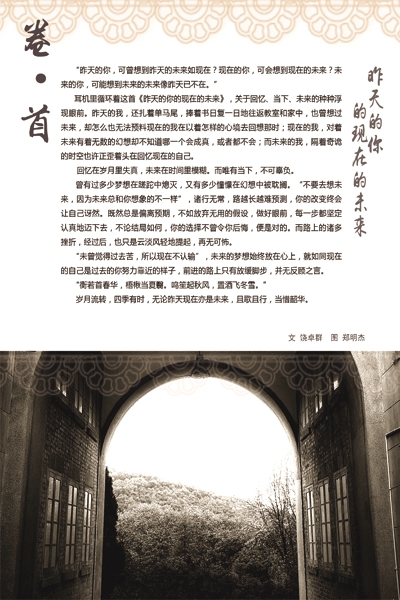 卷·首
昨天的你
的现在的未来
“昨天的你，可曾想到昨天的未来如现在？现在的你，可会想到现在的未来？未
来的你，可能想到未来的未来像昨天已不在。”
耳机里循环着这首《昨天的你的现在的未来》，关于回忆、当下、未来的种种浮
现眼前。昨天的我，还扎着单马尾，捧着书日复一日地往返教室和家中，也曾想过
未来，却怎么也无法预料现在的我在以着怎样的心境去回想那时；现在的我，对着
未来有着无数的幻想却不知道哪一个会成真，或者都不会；而未来的我，隔着奇诡
的时空也许正歪着头在回忆现在的自己。
回忆在岁月里失真，未来在时间里模糊。而唯有当下，不可辜负。
曾有过多少梦想在蹉跎中熄灭，又有多少憧憬在幻想中被耽搁。“不要去想未
来，因为未来总和你想象的不一样”，诸行无常，路越长越难预测，你的改变终会
让自己讶然。既然总是偏离预期，不如放弃无用的假设，做好眼前，每一步都坚定
认真地迈下去，不论结局如何，你的选择不曾令你后悔，便是对的。而路上的诸多
挫折，经过后，也只是云淡风轻地提起，再无可怖。
“未曾觉得过去苦，所以现在不认输”，未来的梦想始终放在心上，就如同现在
的自己是过去的你努力靠近的样子，前进的路上只有放缓脚步，并无反顾之言。
“蘅若首春华，梧楸当夏翳。鸣笙起秋风，置酒飞冬雪。”
岁月流转，四季有时，无论昨天现在亦是未来，且歌且行，当惜韶华。
文 饶卓群 图 郑明杰